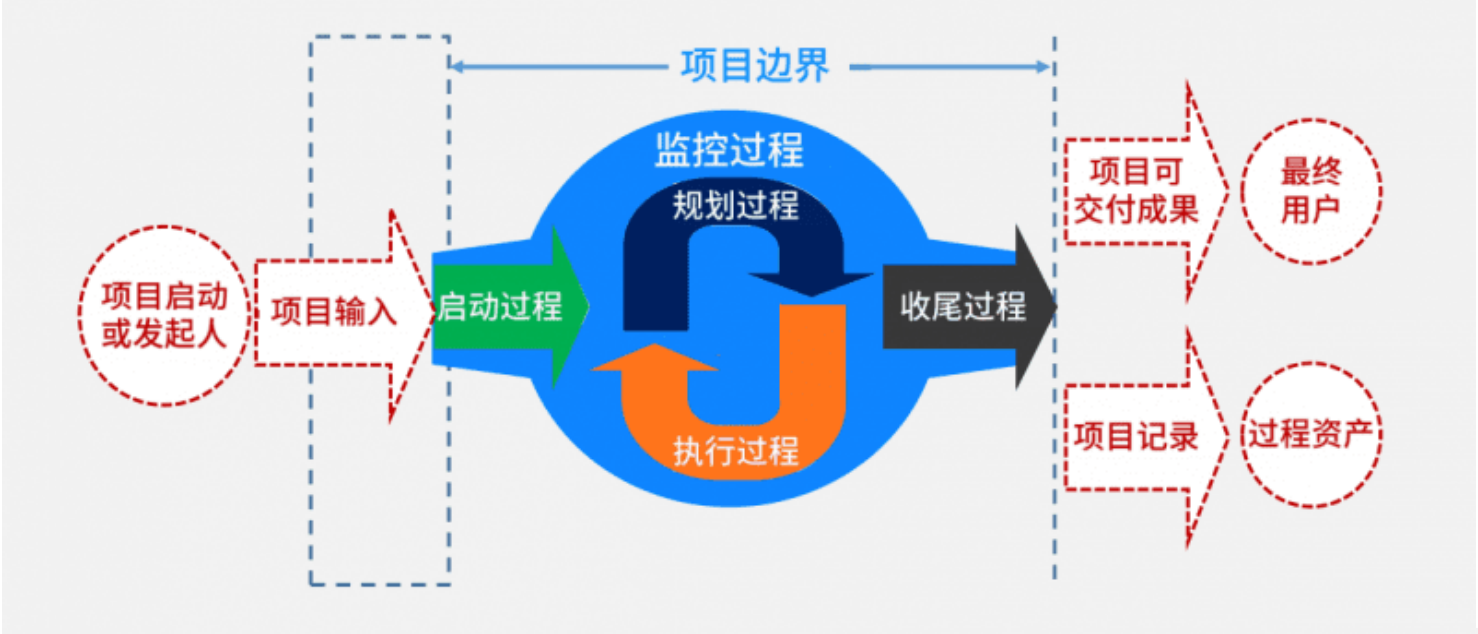 项目边界
监控过程
规划过程
项目启动
或发起人
项目输入
启动过程
执行过程
收尾过程
项目可
交付成果
最终
用户
项目记录
过程资产